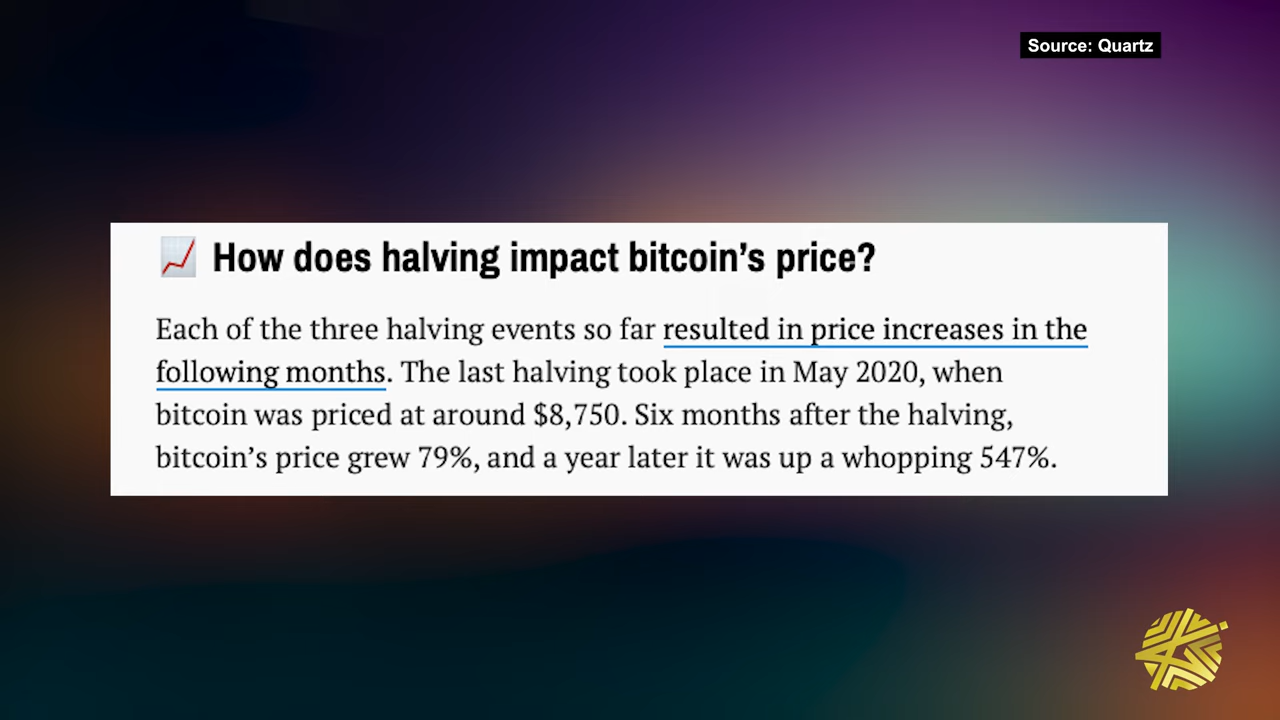 Source: Quartz
📈 How does halving impact bitcoin’s price?
Each of the three halving events so far resulted in price increases in the
following months. The last halving took place in May 2020, when
bitcoin was priced at around $8,750. Six months after the halving,
bitcoin’s price grew 79%, and a year later it was up a whopping 547%.